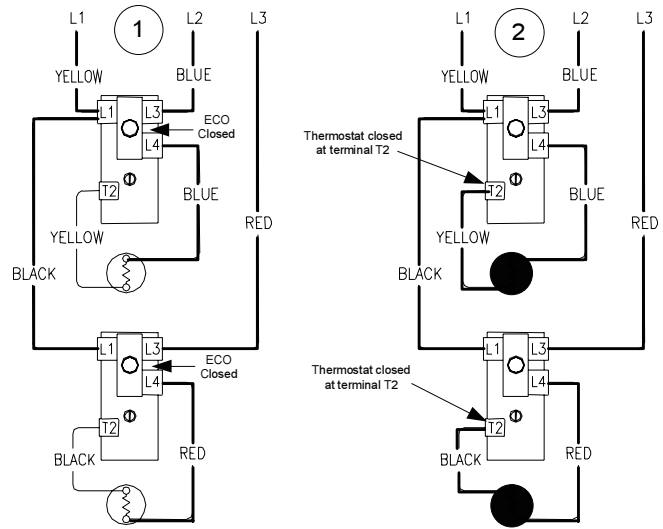 L1
1
L2
L3
YELLOW
BLUE
L1
L3
ECO
Closed
L4
T2
BLUE
YELLOW
RED
BLACK
L1
L3
ECO
Closed
L4
T2
BLACK
RED
L1
2
L2
L3
YELLOW
BLUE
L1
L3
Thermostat closed
at terminal T2
L4
T2
BLUE
YELLOW
RED
BLACK
L1
L3
Thermostat closed
at terminal T2
L4
T2
BLACK
RED